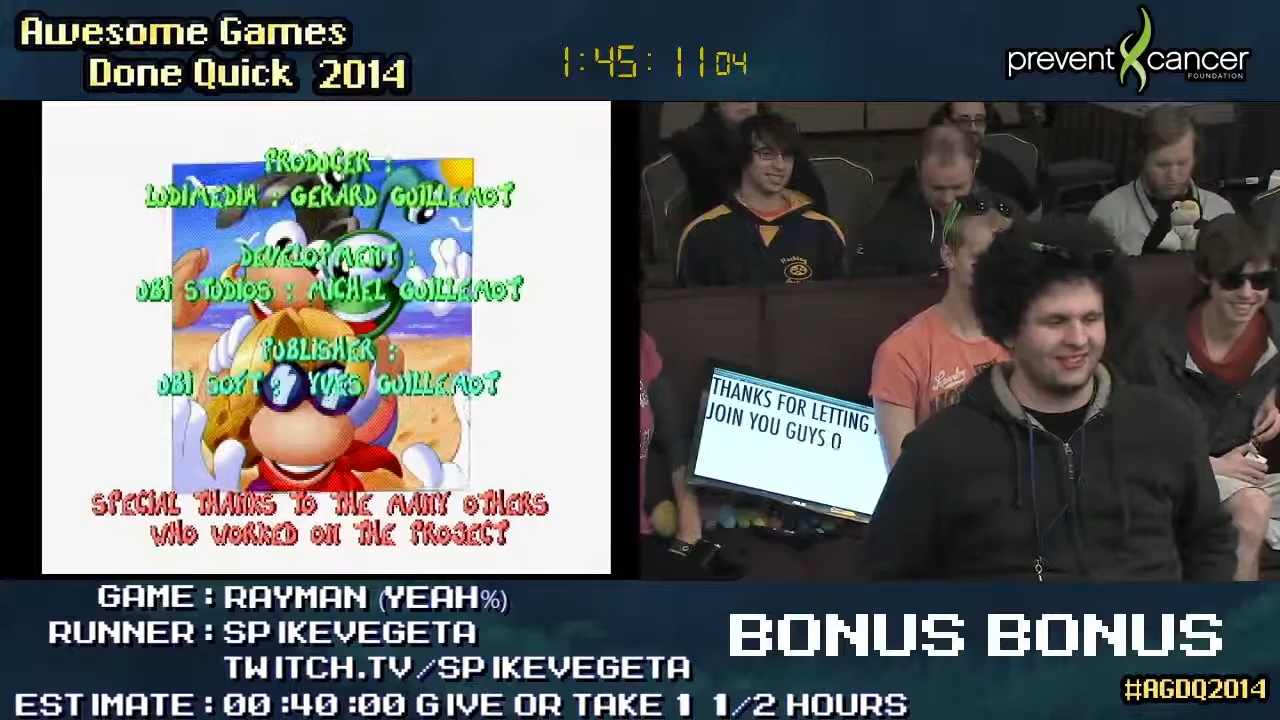 Awesome Games
Done Quick 2014
1:45:11 04
prevent cancer
FOUNDATION
PRODUCER :
LUDIMEDIA : GERARD GUILLEMOT
DEVELOPMENT :
UBI STUDIOS : MICHEL GUILLEMOT
PUBLISHER :
UBI SOFT : YVES GUILLEMOT
SPECIAL THANKS TO THE MANY OTHERS
WHO WORKED ON THE PROJECT
THANKS FOR LETTING
JOIN YOU GUYS O
GAME : RAYMAN (YEAH%)
RUNNER : SPIKEVEGETA
TWITCH.TV/SPIKEVEGETA
ESTIMATE : 00:40:00 GIVE OR TAKE 1 1/2 HOURS
BONUS BONUS
#AGDQ2014